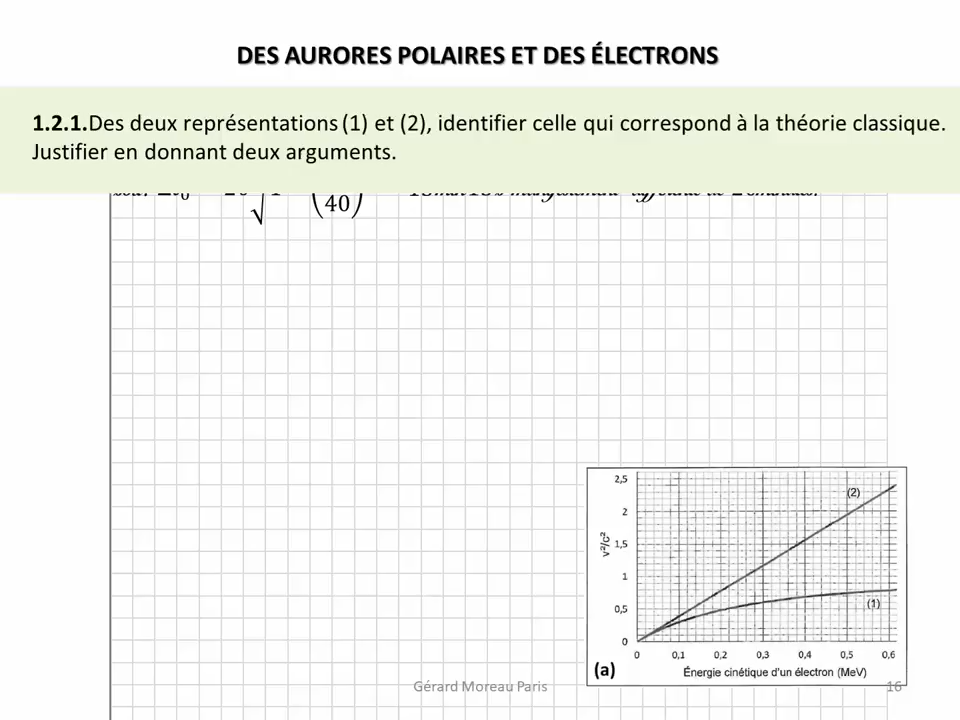 DES AURORES POLAIRES ET DES ÉLECTRONS
1.2.1.Des deux représentations (1) et (2), identifier celle qui correspond à la théorie classique.
Justifier en donnant deux arguments.
40
2,5
2
1,5
1
0,5
0
v²/c²
(2)
(1)
0 0,1 0,2 0,3 0,4 0,5 0,6
Énergie cinétique d'un électron (MeV)
(a)
Gérard Moreau Paris
16